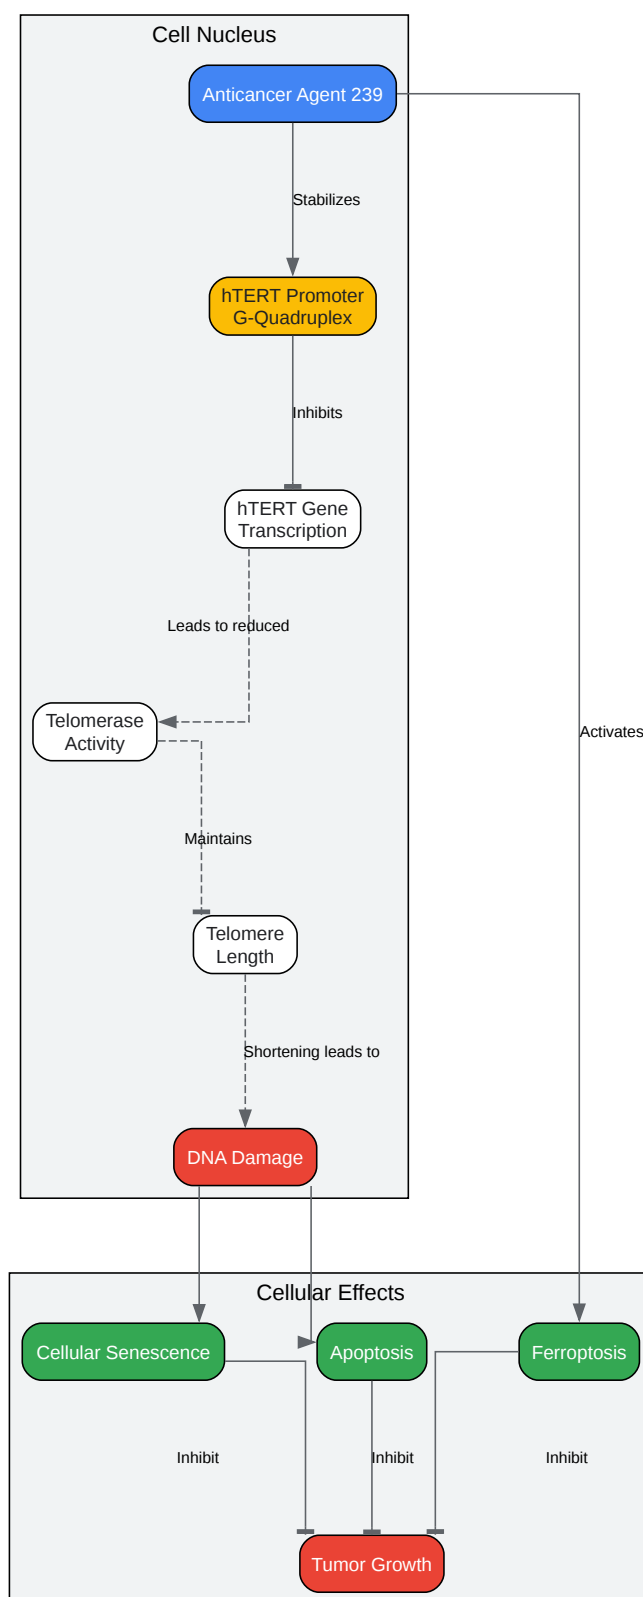 Cell Nucleus
Anticancer Agent 239
Stabilizes
hTERT Promoter
G-Quadruplex
Inhibits
hTERT Gene
Transcription
Leads to reduced
Telomerase
Activity
Activates
Maintains
Telomere
Length
Shortening leads to
DNA Damage
Cellular Effects
Cellular Senescence
Apoptosis
Ferroptosis
Inhibit
Inhibit
Inhibit
Tumor Growth